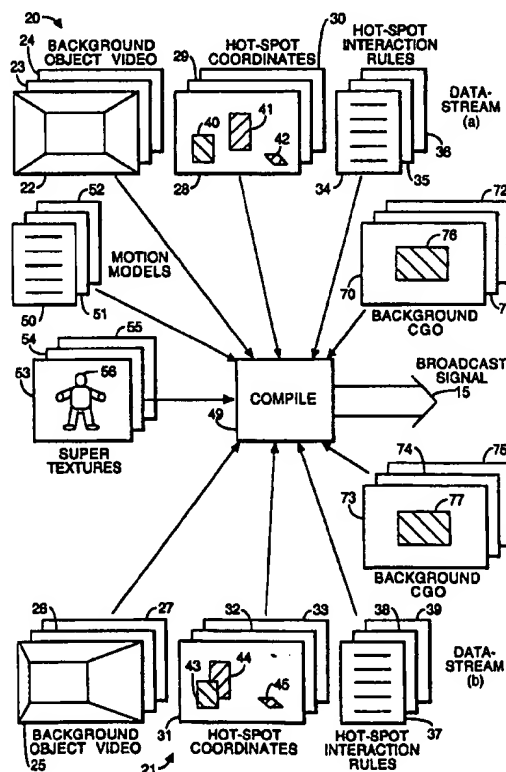 20
24
23
BACKGROUND
OBJECT VIDEO
22
29
30
HOT-SPOT
COORDINATES
40
41
42
28
HOT-SPOT
INTERACTION
RULES
DATA-
STREAM
(a)
34
35
36
52
MOTION
MODELS
50
51
72
76
70
BACKGROUND
CGO
55
54
53
56
SUPER
TEXTURES
COMPILE
49
BROADCAST
SIGNAL
15
74
75
73
77
BACKGROUND
CGO
26
27
25
BACKGROUND
OBJECT VIDEO
32
33
43
44
45
31
HOT-SPOT
COORDINATES
21
38
39
37
HOT-SPOT
INTERACTION
RULES
DATA-
STREAM
(b)